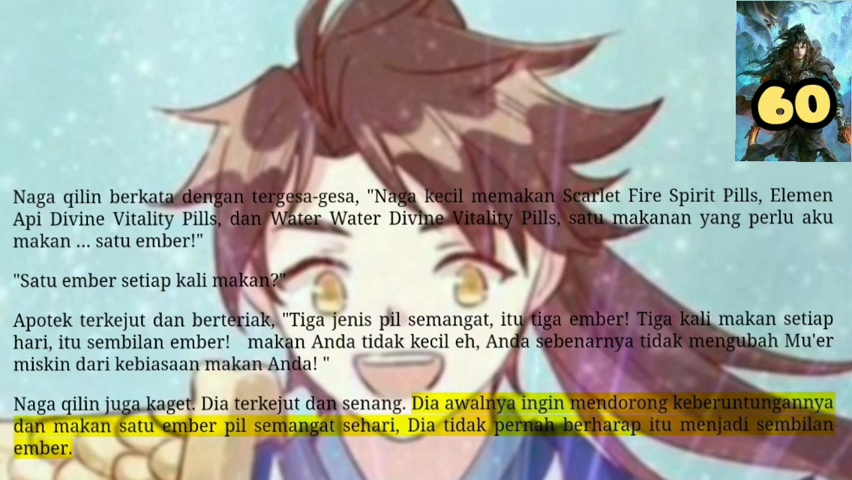 60
Naga qilin berkata dengan tergesa-gesa, "Naga kecil memakan Scarlet Fire Spirit Pills, Elemen
Api Divine Vitality Pills, dan Water Water Divine Vitality Pills, satu makanan yang perlu aku
makan ... satu ember!"
"Satu ember setiap kali makan?"
Apotek terkejut dan berteriak, "Tiga jenis pil semangat, itu tiga ember! Tiga kali makan setiap
hari, itu sembilan ember! makan Anda tidak kecil eh, Anda sebenarnya tidak mengubah Mu'er
miskin dari kebiasaan makan Anda! "
Naga qilin juga kaget. Dia terkejut dan senang. Dia awalnya ingin mendorong keberuntungannya
dan makan satu ember pil semangat sehari, Dia tidak pernah berharap itu menjadi sembilan
ember.